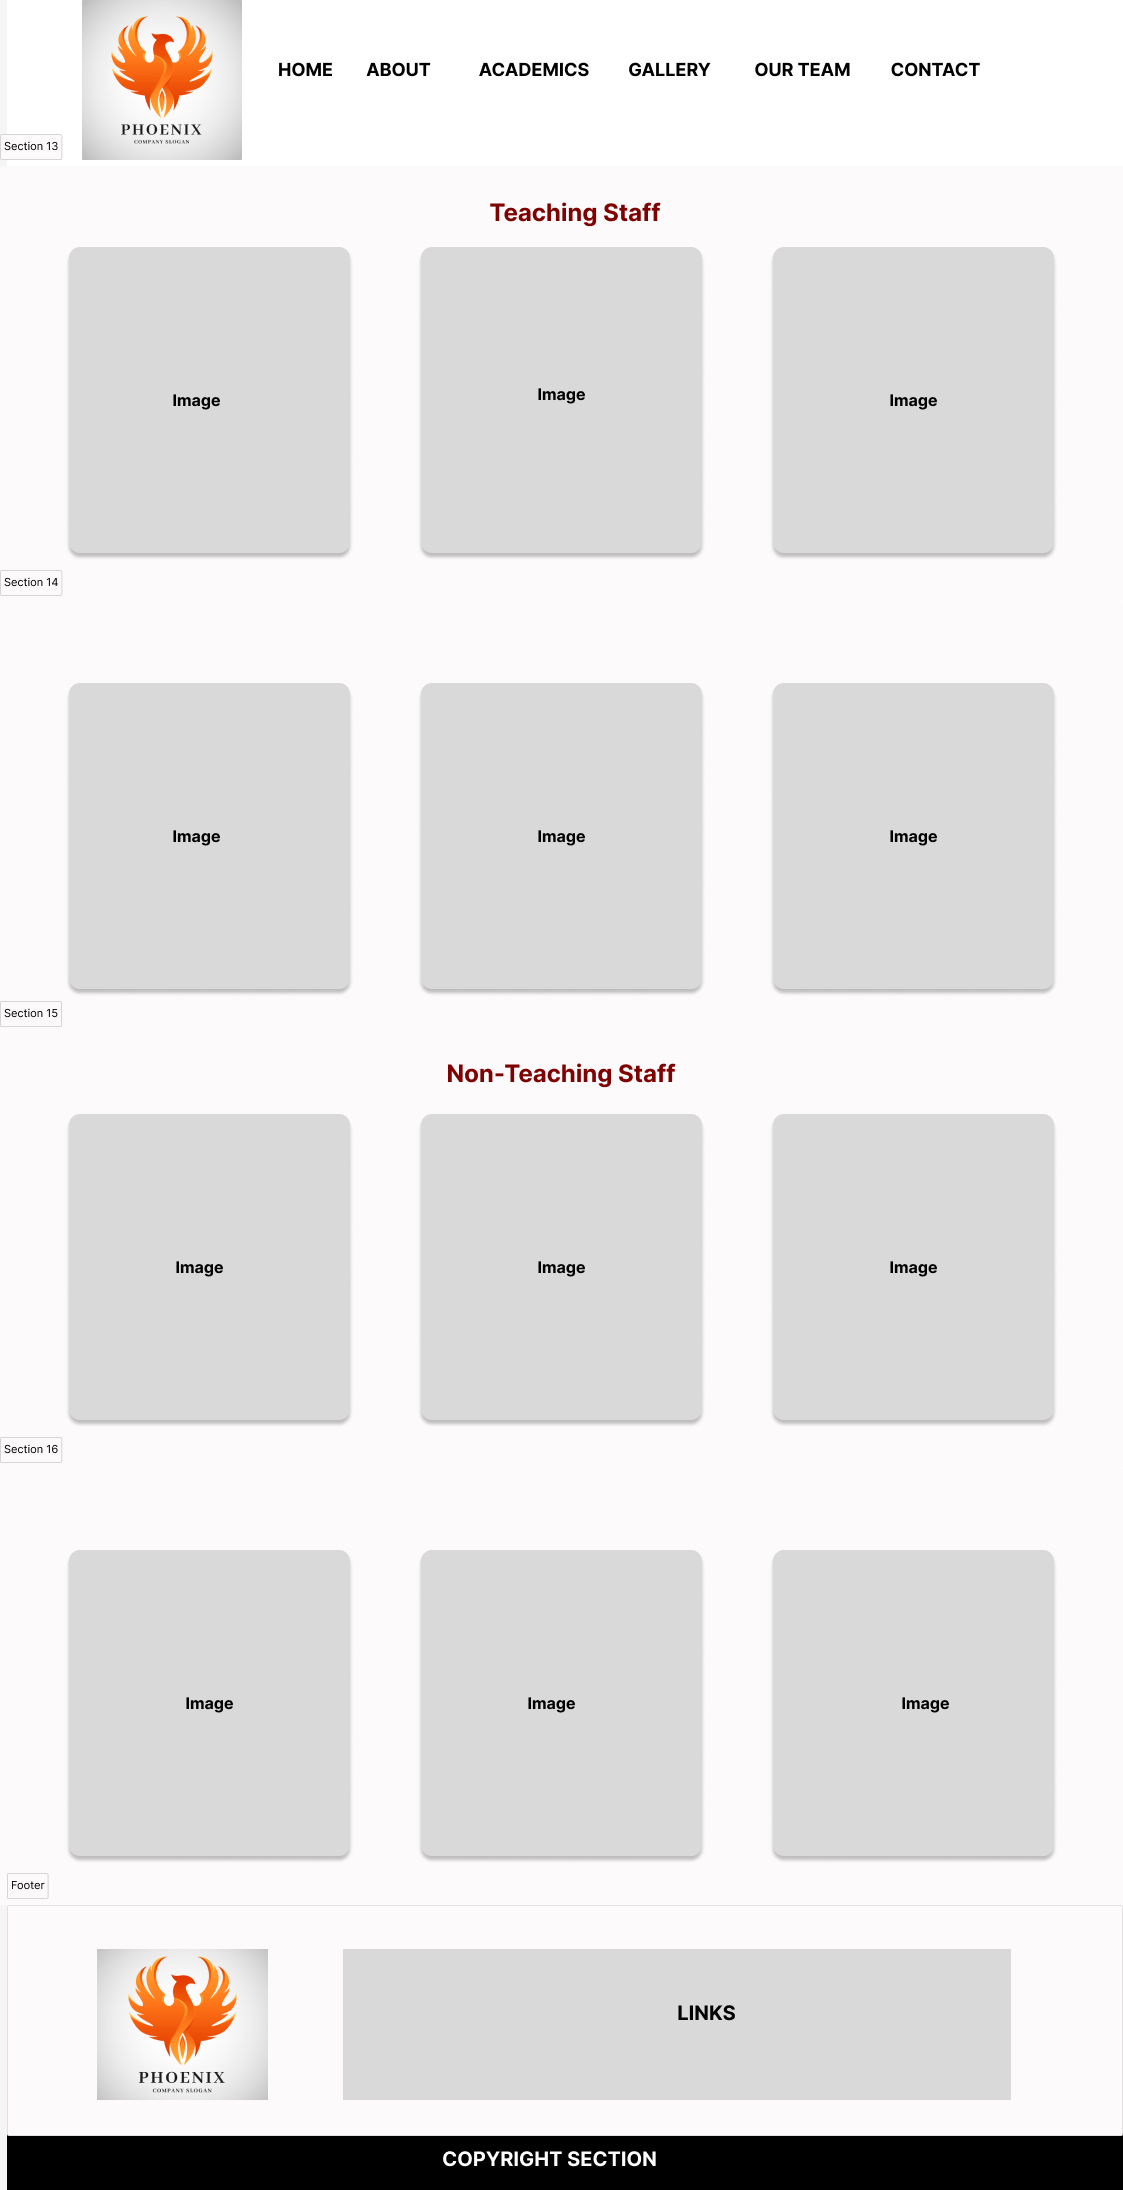 PHOENIX
COMPANY SLOGAN
HOME ABOUT ACADEMICS GALLERY OUR TEAM CONTACT
Section 13
Teaching Staff
Image Image Image
Section 14
Image Image Image
Section 15
Non-Teaching Staff
Image Image Image
Section 16
Image Image Image
Footer
PHOENIX
COMPANY SLOGAN
LINKS
COPYRIGHT SECTION